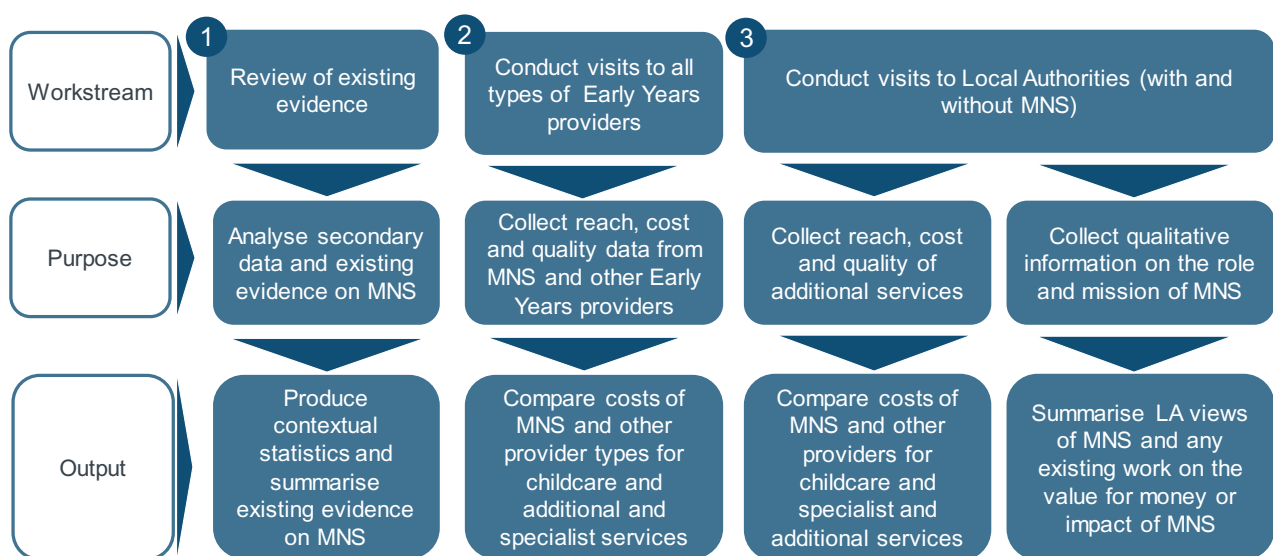 1
2
3
Workstream
Review of existing
evidence
Conduct visits to all
types of Early Years
providers
Conduct visits to Local Authorities (with and
without MNS)
Purpose
Analyse secondary
data and existing
evidence on MNS
Collect reach, cost
and quality data from
MNS and other Early
Years providers
Collect reach, cost
and quality of
additional services
Collect qualitative
information on the role
and mission of MNS
Output
Produce
contextual
statistics and
summarise
existing evidence
on MNS
Compare costs of
MNS and other
provider types for
childcare and
additional and
specialist services
Compare costs of
MNS and other
providers for
childcare and
specialist and
additional services
Summarise LA views
of MNS and any
existing work on the
value for money or
impact of MNS